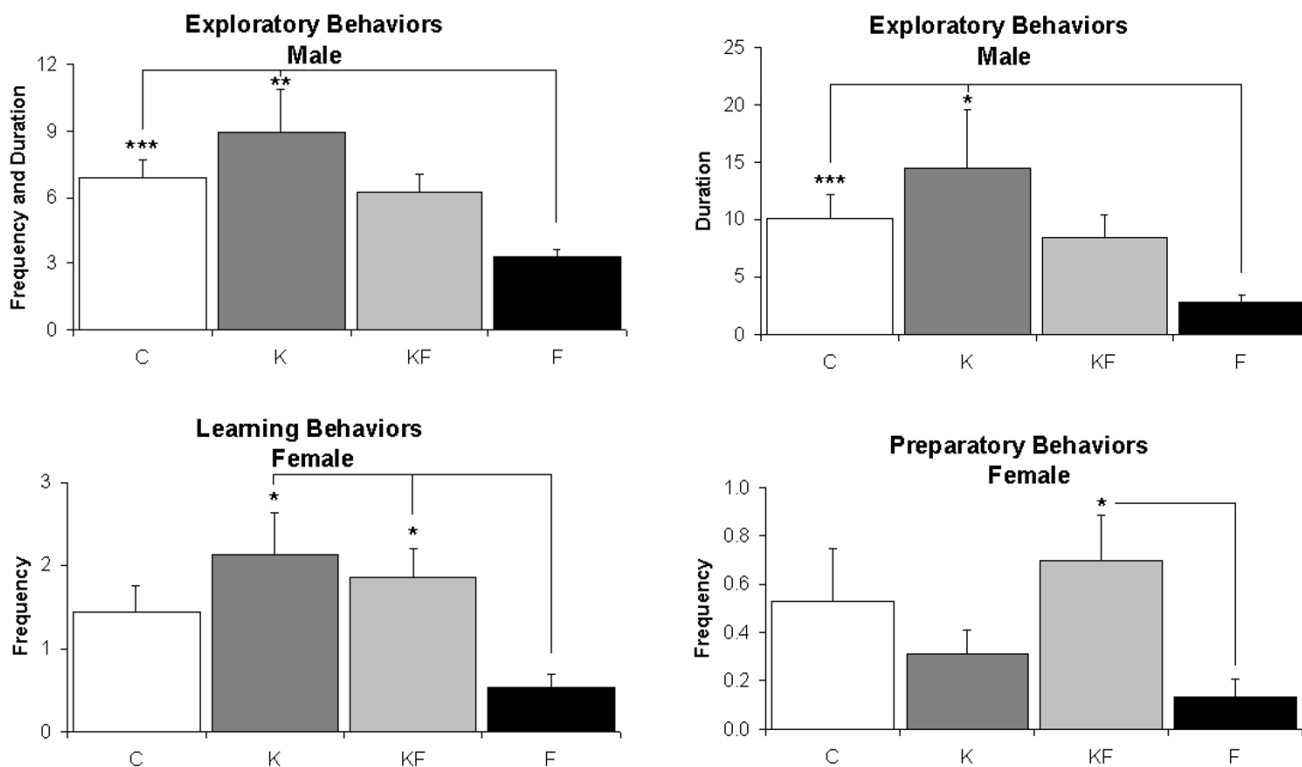 Exploratory Behaviors
Male
Frequency and Duration
12
9
6
3
0
**
***
C K KF F
Exploratory Behaviors
Male
Duration
25
20
15
10
5
0
*
***
C K KF F
Learning Behaviors
Female
Frequency
3
2
1
0
*
*
C K KF F
Preparatory Behaviors
Female
Frequency
1.0
0.8
0.6
0.4
0.2
0.0
*
C K KF F